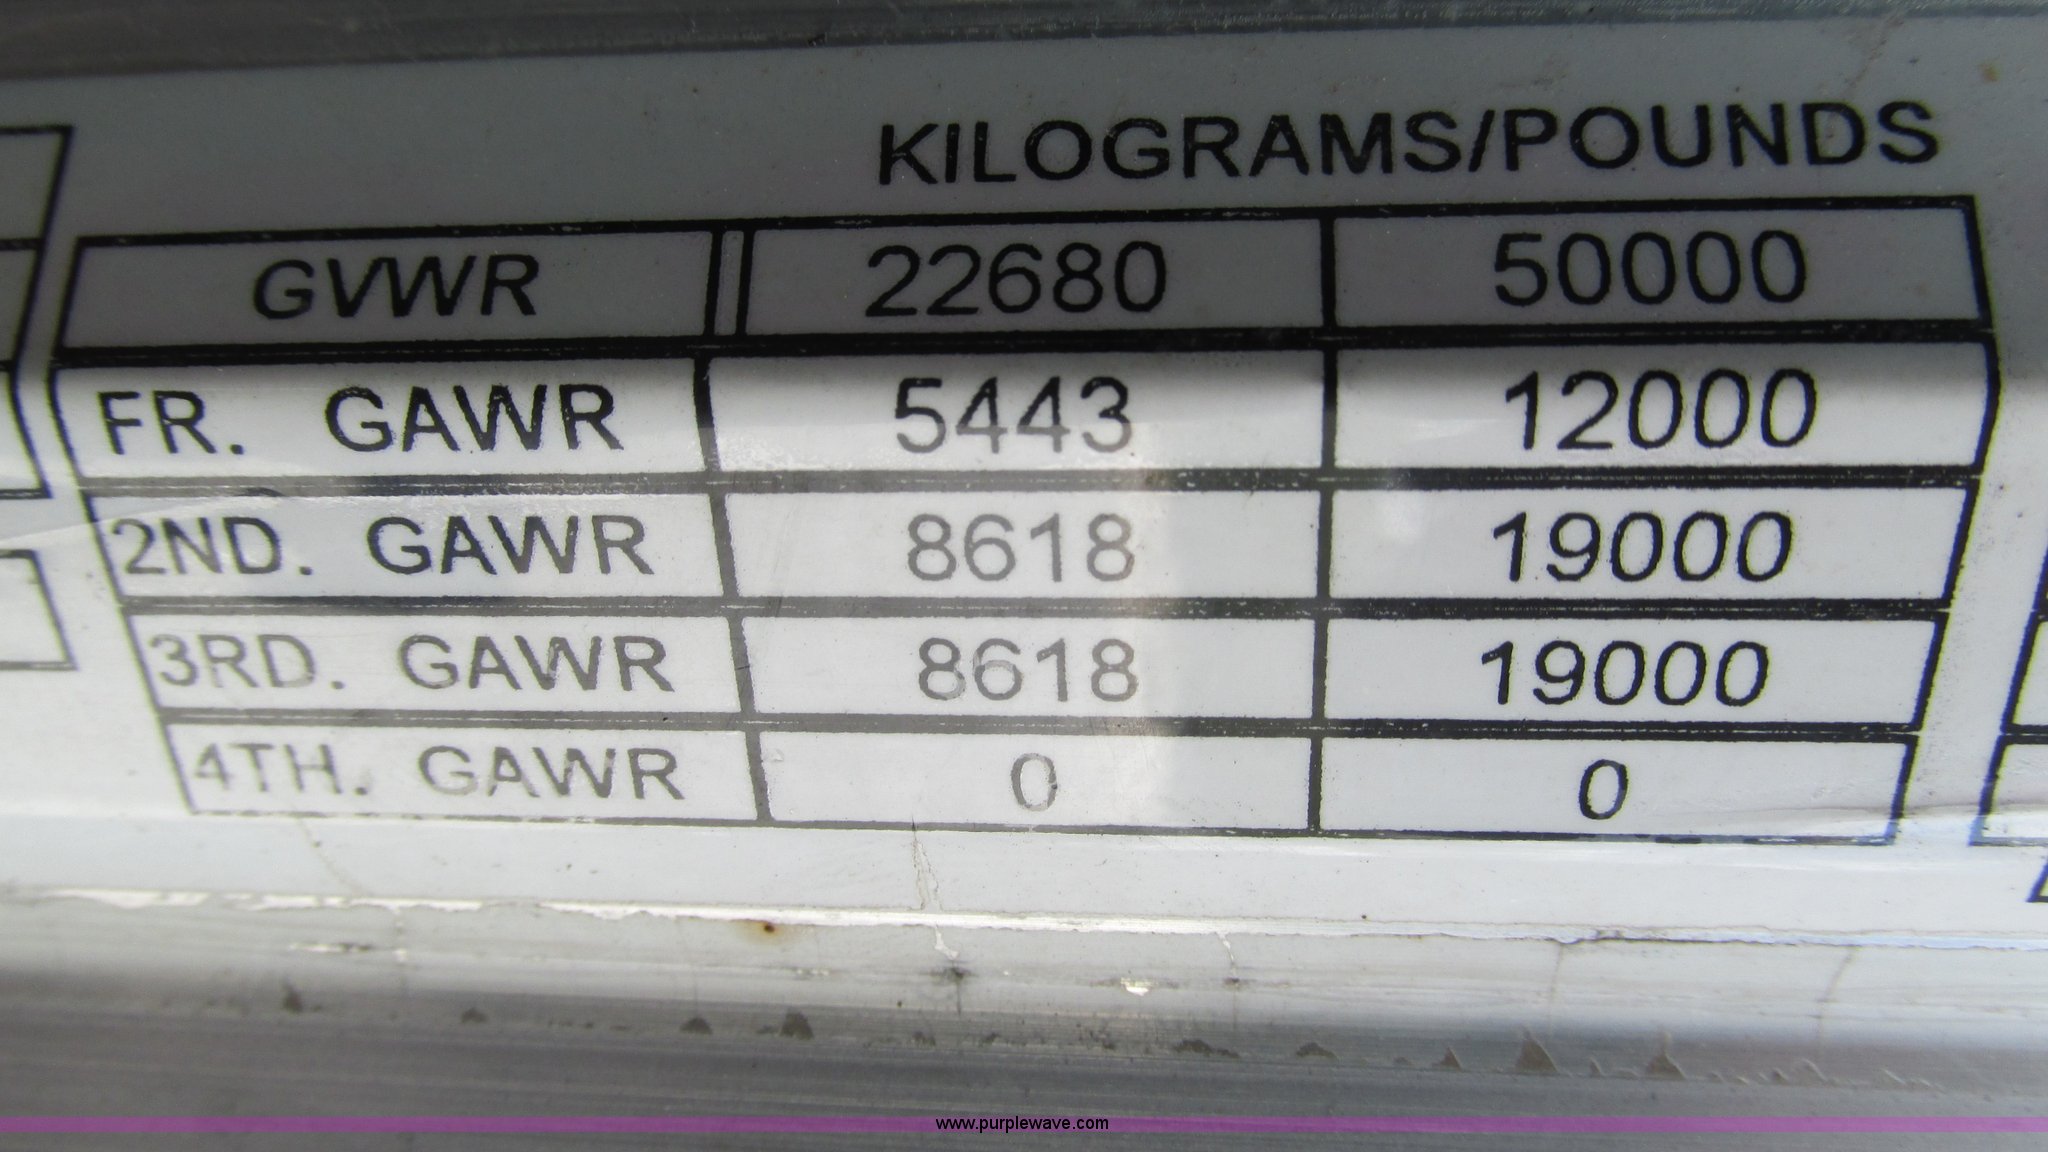 KILOGRAMS/POUNDS
GVWR 22680 50000
FR. GAWR 5443 12000
2ND. GAWR 8618 19000
3RD. GAWR 8618 19000
4TH. GAWR 0 0
www.purplewave.com